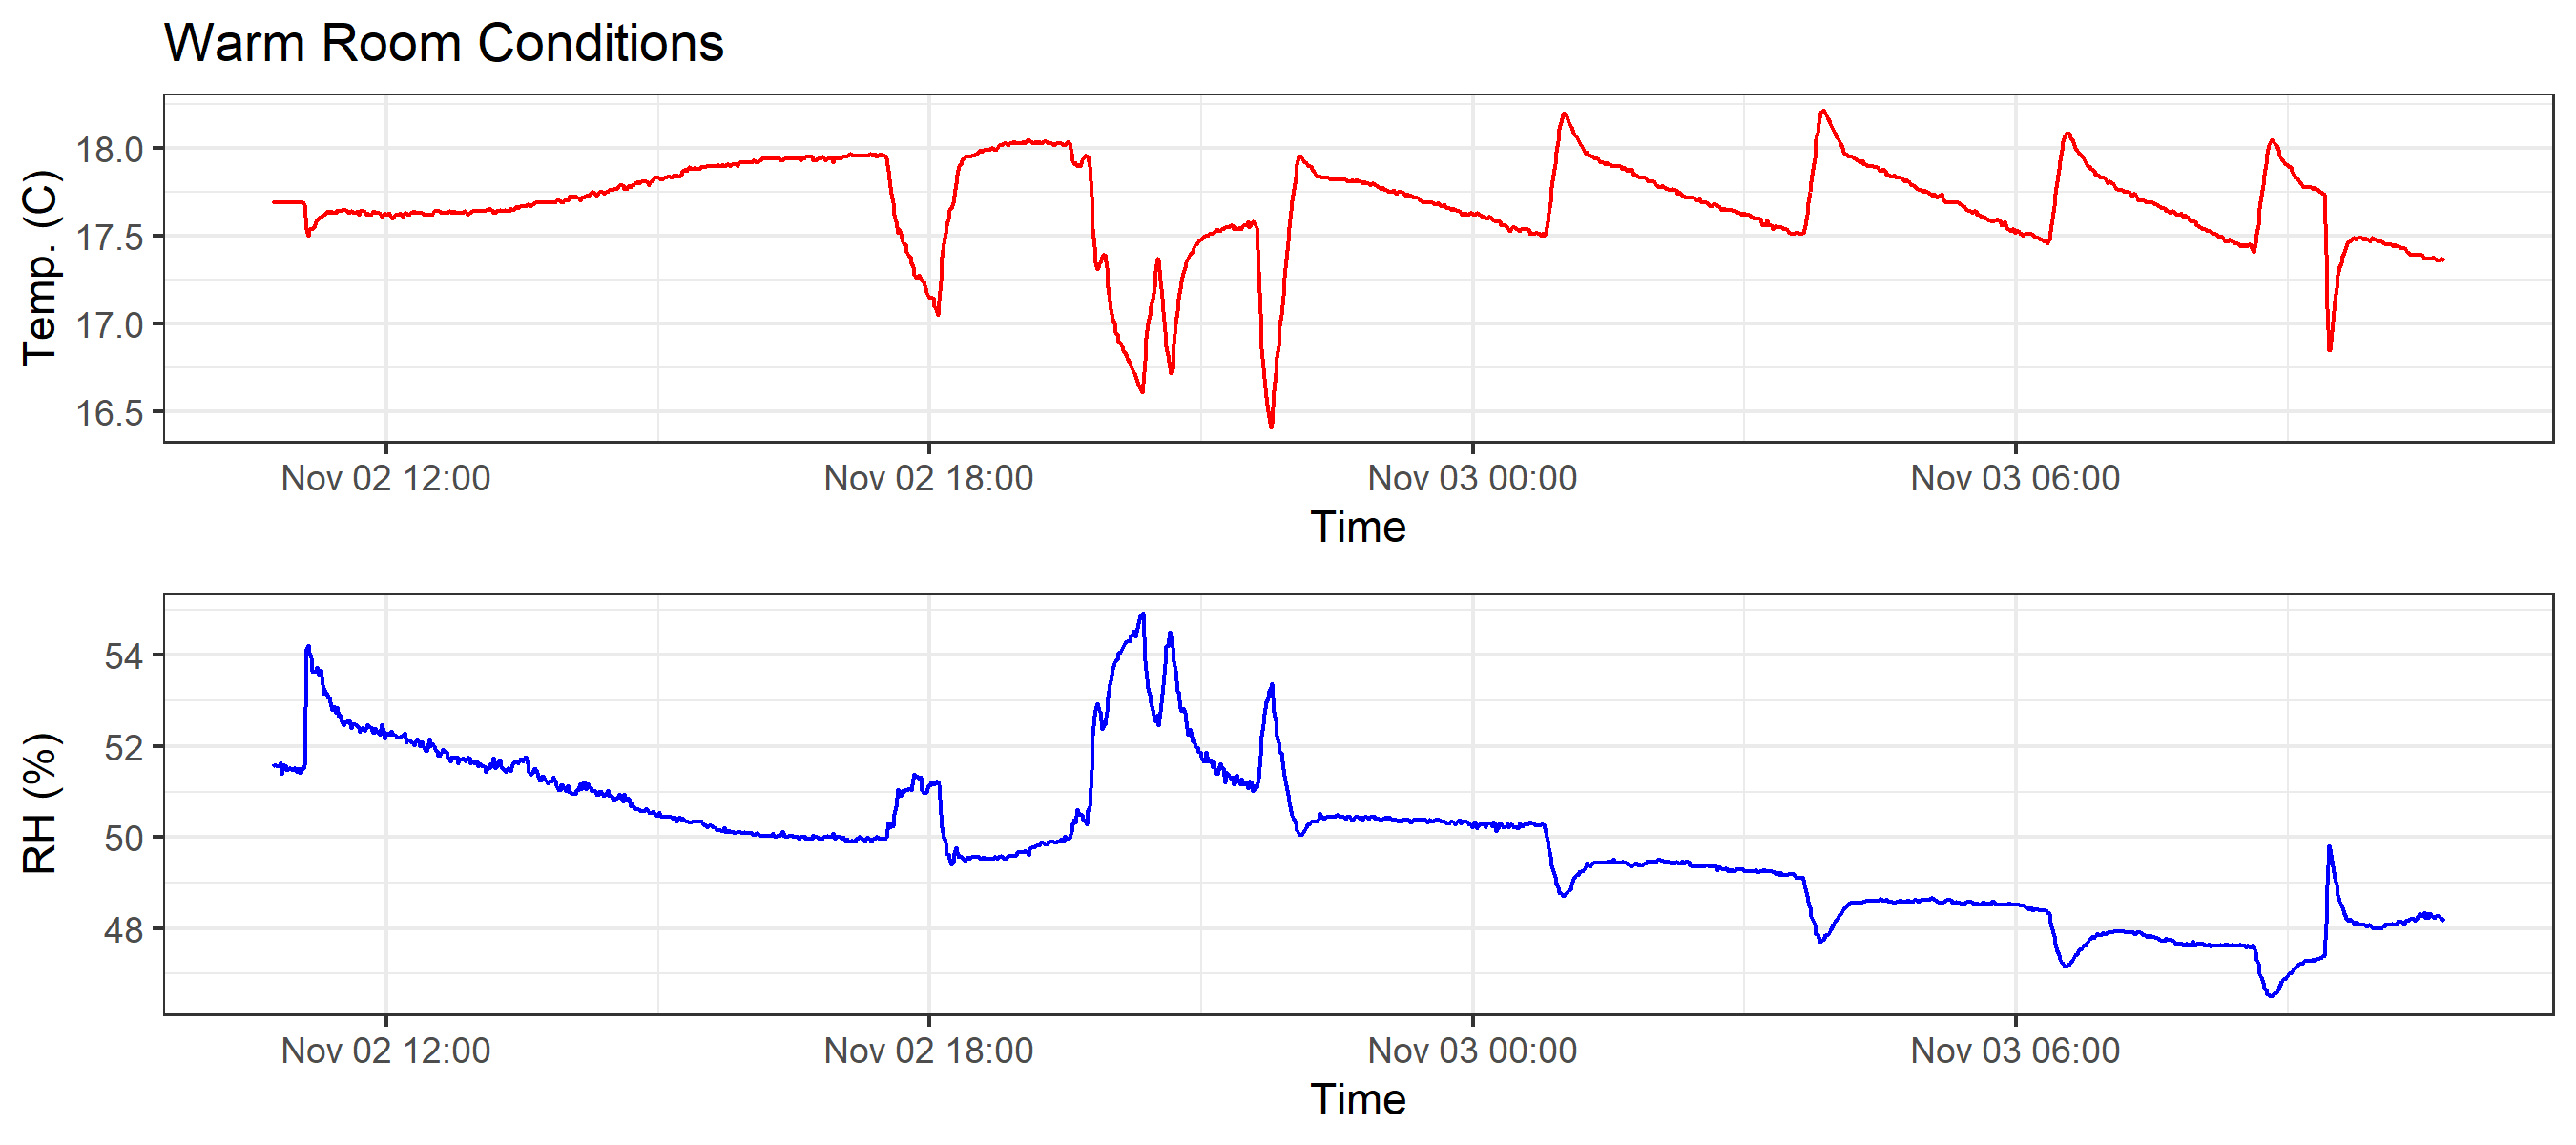 Warm Room Conditions
Temp. (C)
18.0
17.5
17.0
16.5
Nov 02 12:00 Nov 02 18:00 Nov 03 00:00 Nov 03 06:00
Time
RH (%)
54
52
50
48
Nov 02 12:00 Nov 02 18:00 Nov 03 00:00 Nov 03 06:00
Time